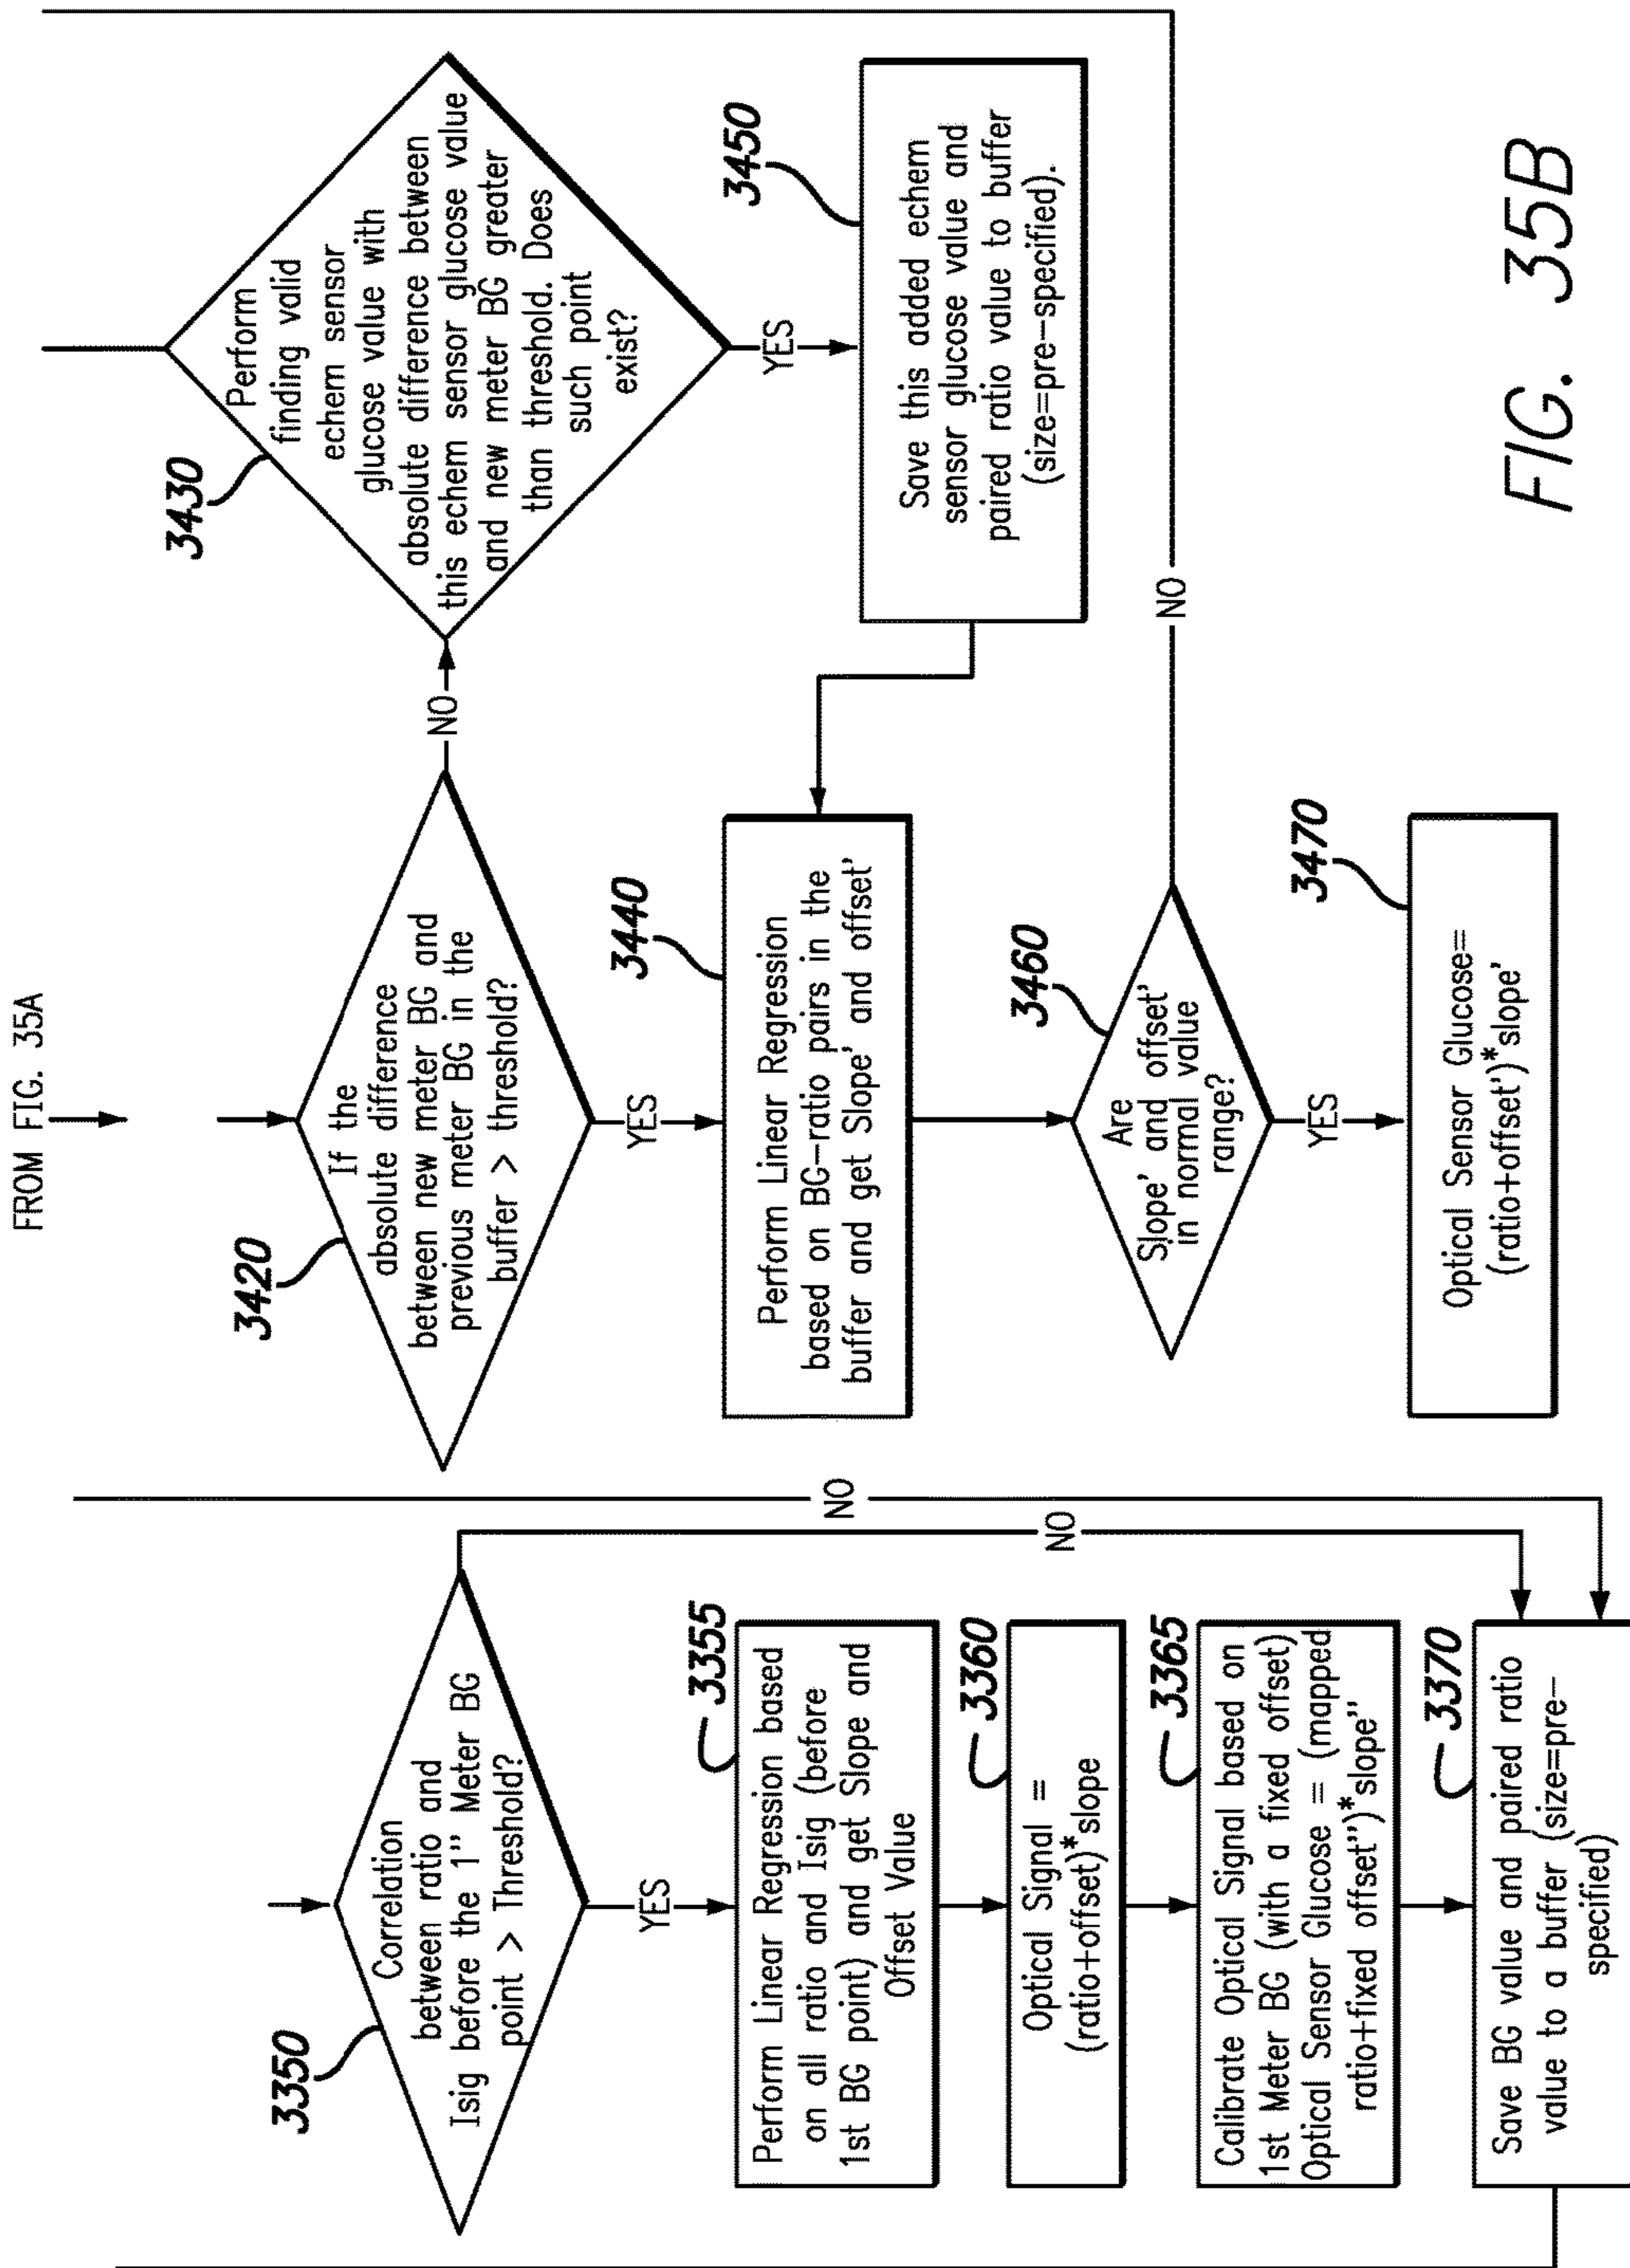 FROM FIG. 35A
3350
Correlation
between ratio and
Isig before the 1" Meter BG
point > Threshold?
NO
NO
YES
3355
Perform Linear Regression based
on all ratio and Isig (before
1st BG point) and get Slope and
Offset Value
3360
Optical Signal =
(ratio+offset)*slope
3365
Calibrate Optical Signal based on
1st Meter BG (with a fixed offset)
Optical Sensor Glucose = (mapped
ratio+fixed offset")*slope"
3370
Save BG value and paired ratio
value to a buffer (size=pre-
specified)
3420
If the
absolute difference
between new meter BG and
previous meter BG in the
buffer > threshold?
NO
YES
3430
Perform
finding valid
echem sensor
glucose value with
absolute difference between
this echem sensor glucose value
and new meter BG greater
than threshold. Does
such point
exist?
YES
3440
Perform Linear Regression
based on BG-ratio pairs in the
buffer and get Slope' and offset'
3450
Save this added echem
sensor glucose value and
paired ratio value to buffer
(size=pre-specified).
3460
Are
Slope' and offset'
in normal value
range?
NO
YES
3470
Optical Sensor Glucose=
(ratio+offset')*slope'
FIG. 35B